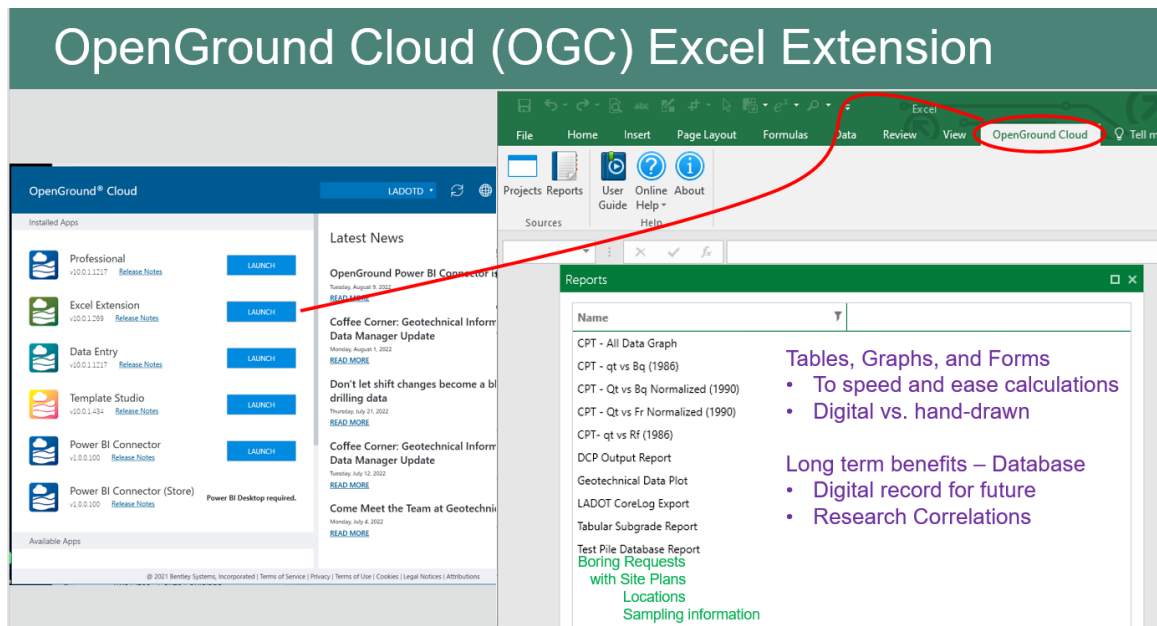 OpenGround Cloud (OGC) Excel Extension
OpenGround® Cloud
LADOTD
Installed Apps
Professional
v10.0.1.1217 Release Notes
LAUNCH
Excel Extension
v10.0.1.269 Release Notes
LAUNCH
Data Entry
v10.0.1.1217 Release Notes
LAUNCH
Template Studio
v10.0.1.434 Release Notes
LAUNCH
Power BI Connector
v1.0.0.100 Release Notes
LAUNCH
Power BI Connector (Store)
v1.0.0.100 Release Notes
Power BI Desktop required.
Available Apps
Latest News
OpenGround Power BI Connector is
Tuesday, August 9, 2022
READ MORE
Coffee Corner: Geotechnical Inform
Data Manager Update
Monday, August 1, 2022
READ MORE
Don't let shift changes become a bl
drilling data
Thursday, July 21, 2022
READ MORE
Coffee Corner: Geotechnical Inform
Data Manager Update
Tuesday, July 12, 2022
READ MORE
Come Meet the Team at Geotechni
Monday, July 4, 2022
READ MORE
@ 2021 Bentley Systems, Incorporated | Terms of Service | Privacy | Terms of Use | Cookies | Legal Notices | Attributions
Excel
File Home Insert Page Layout Formulas Data Review View OpenGround Cloud Tell m
Projects Reports
User Guide
Online Help
About
Sources
Help
fx
Reports
Name
CPT - All Data Graph
CPT - qt vs Bq (1986)
CPT - Qt vs Bq Normalized (1990)
CPT - Qt vs Fr Normalized (1990)
CPT- qt vs Rf (1986)
DCP Output Report
Geotechnical Data Plot
LADOT CoreLog Export
Tabular Subgrade Report
Test Pile Database Report
Boring Requests
with Site Plans
Locations
Sampling information
Tables, Graphs, and Forms
• To speed and ease calculations
• Digital vs. hand-drawn
Long term benefits – Database
• Digital record for future
• Research Correlations